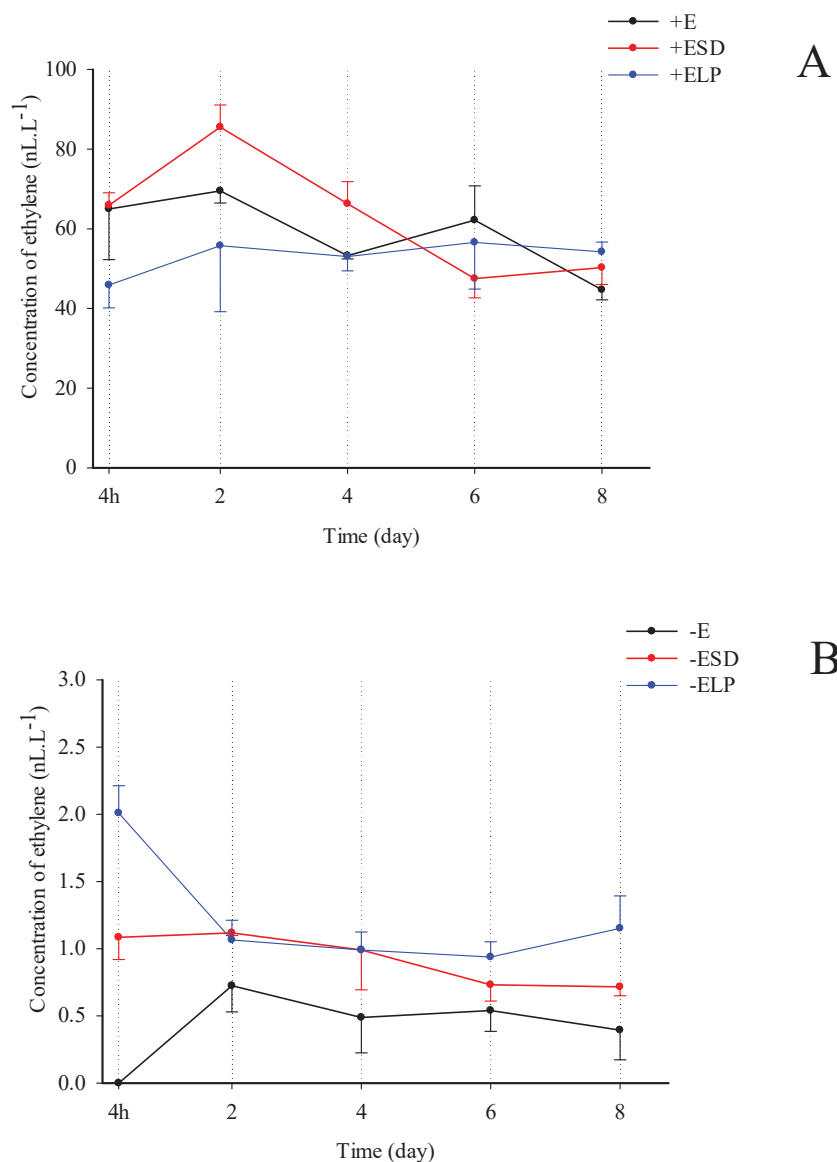 +E
+ESD
+ELP
A
100
80
60
40
20
0
Concentration of ethylene (nL.L⁻¹)
4h 2 4 6 8
Time (day)
-E
-ESD
-ELP
B
3.0
2.5
2.0
1.5
1.0
0.5
0.0
Concentration of ethylene (nL.L⁻¹)
4h 2 4 6 8
Time (day)